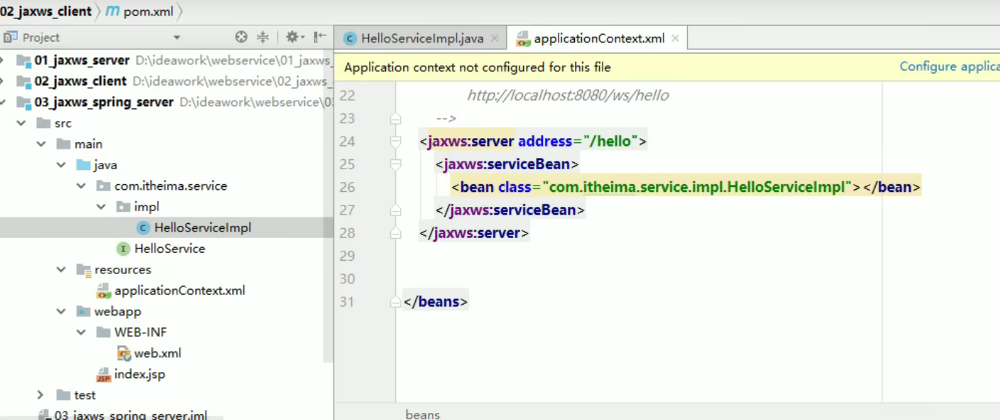 02_jaxws_client pom.xml
Project
HelloServiceImpl.java
applicationContext.xml
01_jaxws_server D:\ideawork\webservice\01_jaxws_
02_jaxws_client D:\ideawork\webservice\02_jaxws_
03_jaxws_spring_server D:\ideawork\webservice\03
src
main
java
com.itheima.service
impl
HelloServiceImpl
HelloService
resources
applicationContext.xml
webapp
WEB-INF
web.xml
index.jsp
test
03_jaxws_spring_server.iml
Application context not configured for this file Configure applica
22 http://localhost:8080/ws/hello
23 -->
24 <jaxws:server address="/hello">
25 <jaxws:serviceBean>
26 <bean class="com.itheima.service.impl.HelloServiceImpl"></bean>
27 </jaxws:serviceBean>
28 </jaxws:server>
29
30
31 </beans>
beans